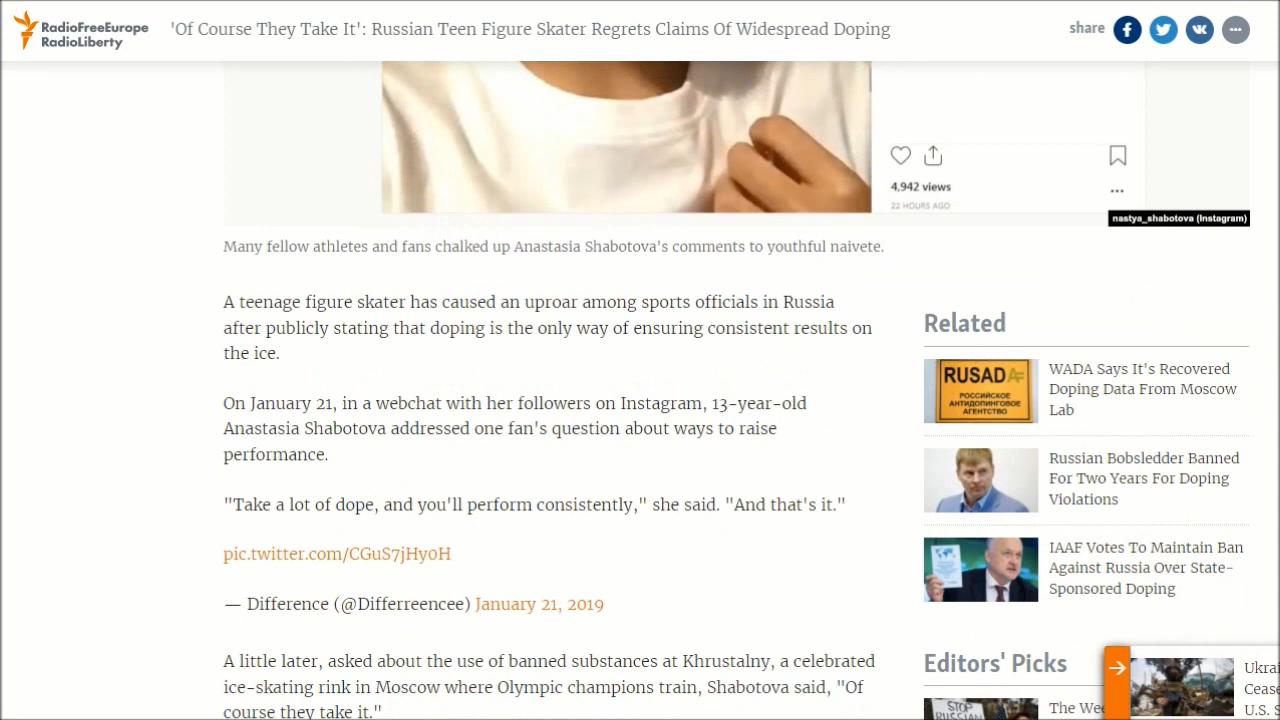 RadioFreeEurope
RadioLiberty
'Of Course They Take It': Russian Teen Figure Skater Regrets Claims Of Widespread Doping
share
4,942 views
22 HOURS AGO
nastya_shabotova (Instagram)
Many fellow athletes and fans chalked up Anastasia Shabotova's comments to youthful naivete.
A teenage figure skater has caused an uproar among sports officials in Russia
after publicly stating that doping is the only way of ensuring consistent results on
the ice.
On January 21, in a webchat with her followers on Instagram, 13-year-old
Anastasia Shabotova addressed one fan's question about ways to raise
performance.
"Take a lot of dope, and you'll perform consistently," she said. "And that's it."
pic.twitter.com/CGuS7jHy0H
— Difference (@Differreencee) January 21, 2019
A little later, asked about the use of banned substances at Khrustalny, a celebrated
ice-skating rink in Moscow where Olympic champions train, Shabotova said, "Of
course they take it."
Related
RUSADA
РОССИЙСКОЕ
АНТИДОПИНГОВОЕ
АГЕНТСТВО
WADA Says It's Recovered
Doping Data From Moscow
Lab
Russian Bobsledder Banned
For Two Years For Doping
Violations
IAAF Votes To Maintain Ban
Against Russia Over State-
Sponsored Doping
Editors' Picks
STOP
RUSSIAN
The Wee
Ukrai
Cease
U.S. S